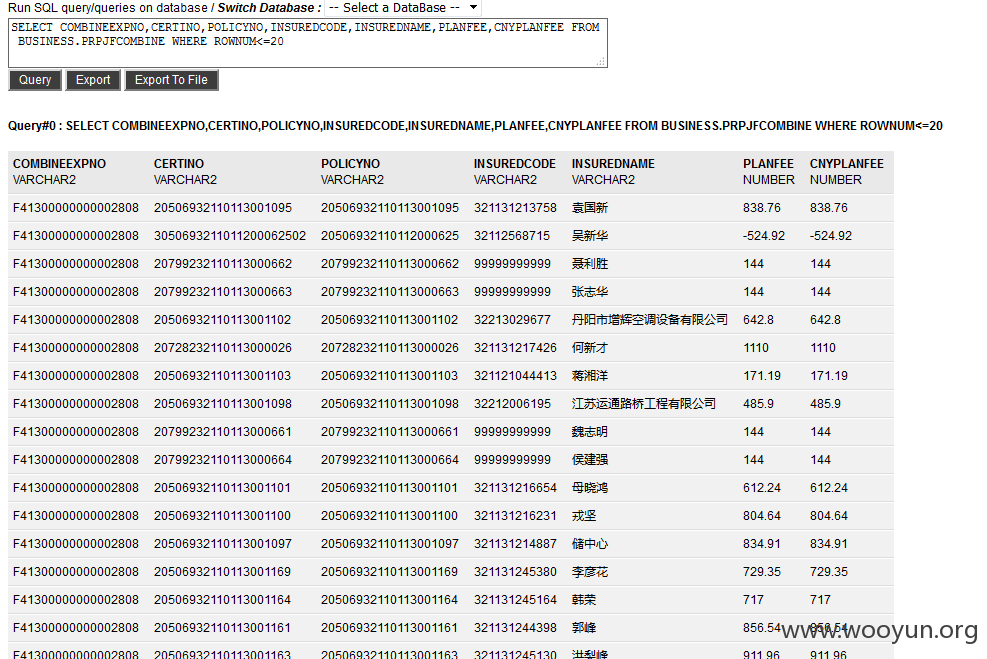 Run SQL query/queries on database / Switch Database : -- Select a DataBase --
SELECT COMBINEEXPNO,CERTINO,POLICYNO,INSUREDCODE,INSUREDNAME,PLANFEE,CNYPLANFEE FROM
BUSINESS.PRPJFCOMBINE WHERE ROWNUM<=20
Query Export Export To File
Query#0 : SELECT COMBINEEXPNO,CERTINO,POLICYNO,INSUREDCODE,INSUREDNAME,PLANFEE,CNYPLANFEE FROM BUSINESS.PRPJFCOMBINE WHERE ROWNUM<=20
COMBINEEXPNO CERTINO POLICYNO INSUREDCODE INSUREDNAME PLANFEE CNYPLANFEE
VARCHAR2 VARCHAR2 VARCHAR2 VARCHAR2 VARCHAR2 NUMBER NUMBER
F41300000000002808 20506932110113001095 20506932110113001095 321131213758 袁国新 838.76 838.76
F41300000000002808 3050693211011200062502 20506932110112000625 32112568715 吴新华 -524.92 -524.92
F41300000000002808 20799232110113000662 20799232110113000662 99999999999 聂利胜 144 144
F41300000000002808 20799232110113000663 20799232110113000663 99999999999 张志华 144 144
F41300000000002808 20506932110113001102 20506932110113001102 32213029677 丹阳市增辉空调设备有限公司 642.8 642.8
F41300000000002808 20728232110113000026 20728232110113000026 321131217426 何新才 1110 1110
F41300000000002808 20506932110113001103 20506932110113001103 321121044413 蒋湘洋 171.19 171.19
F41300000000002808 20506932110113001098 20506932110113001098 32212006195 江苏运通路桥工程有限公司 485.9 485.9
F41300000000002808 20799232110113000661 20799232110113000661 99999999999 魏志明 144 144
F41300000000002808 20799232110113000664 20799232110113000664 99999999999 侯建强 144 144
F41300000000002808 20506932110113001101 20506932110113001101 321131216654 母晓鸿 612.24 612.24
F41300000000002808 20506932110113001100 20506932110113001100 321131216231 戎坚 804.64 804.64
F41300000000002808 20506932110113001097 20506932110113001097 321131214887 储中心 834.91 834.91
F41300000000002808 20506932110113001169 20506932110113001169 321131245380 李彦花 729.35 729.35
F41300000000002808 20506932110113001164 20506932110113001164 321131245164 韩荣 717 717
F41300000000002808 20506932110113001161 20506932110113001161 321131244398 郭峰 856.54 856.54
www.wooyun.org
F41300000000002808 20506932110113001163 20506932110113001163 321131245130 洪梨峰 911.96 911.96